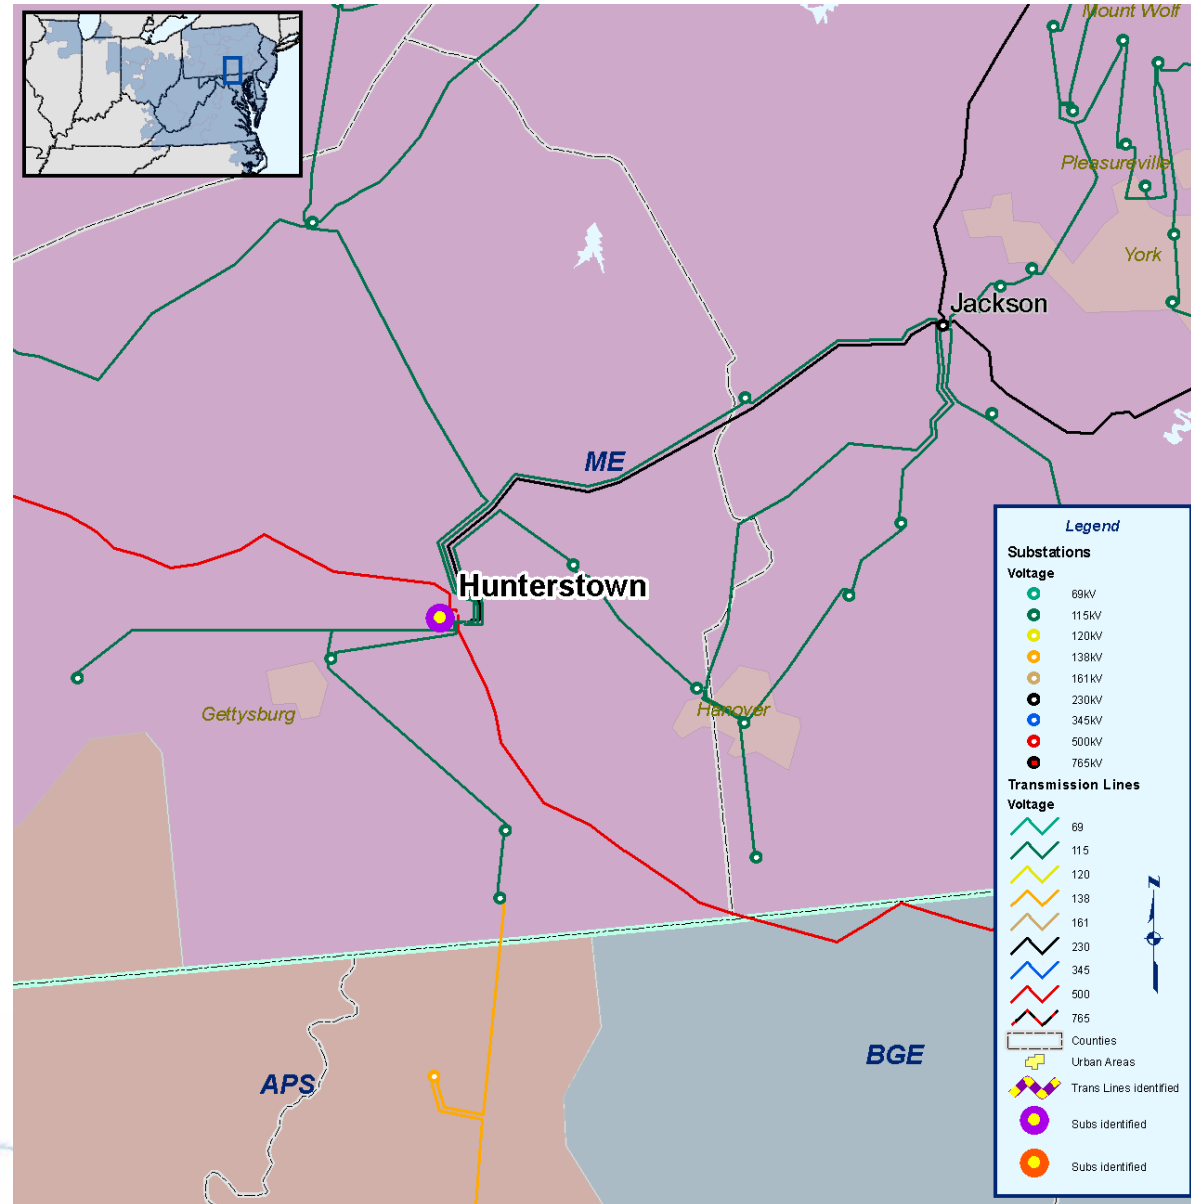 Mount Wolf
Pleasureville
York
Jackson
ME
Hunterstown
Gettysburg
Hanover
APS
BGE
Legend
Substations
Voltage
69kV
115kV
120kV
138kV
161kV
230kV
345kV
500kV
765kV
Transmission Lines
Voltage
69
115
120
138
161
230
345
500
765
Counties
Urban Areas
Trans Lines identified
Subs identified
Subs identified
N